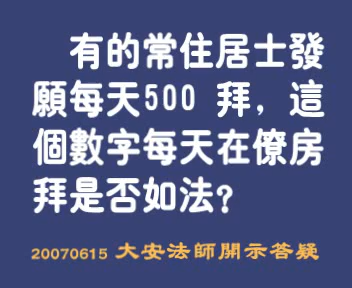 有的常住居士發
願每天500 拜，這
個數字每天在僚房
拜是否如法？
20070615 大安法師開示答疑